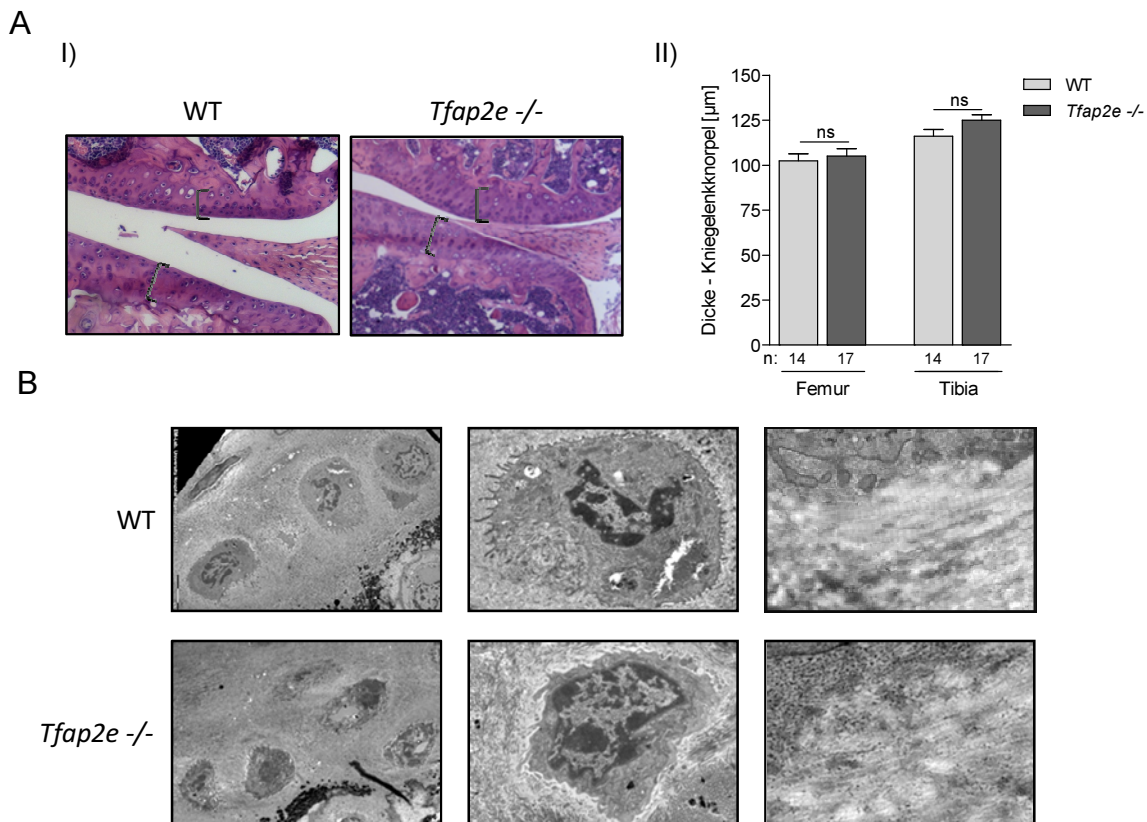 A
I)
WT
Tfap2e -/-
II)
Dicke - Kniegelenkknorpel [µm]
150
125
100
75
50
25
0
ns
ns
WT
Tfap2e -/-
n: 14 17 14 17
Femur Tibia
B
WT
Tfap2e -/-